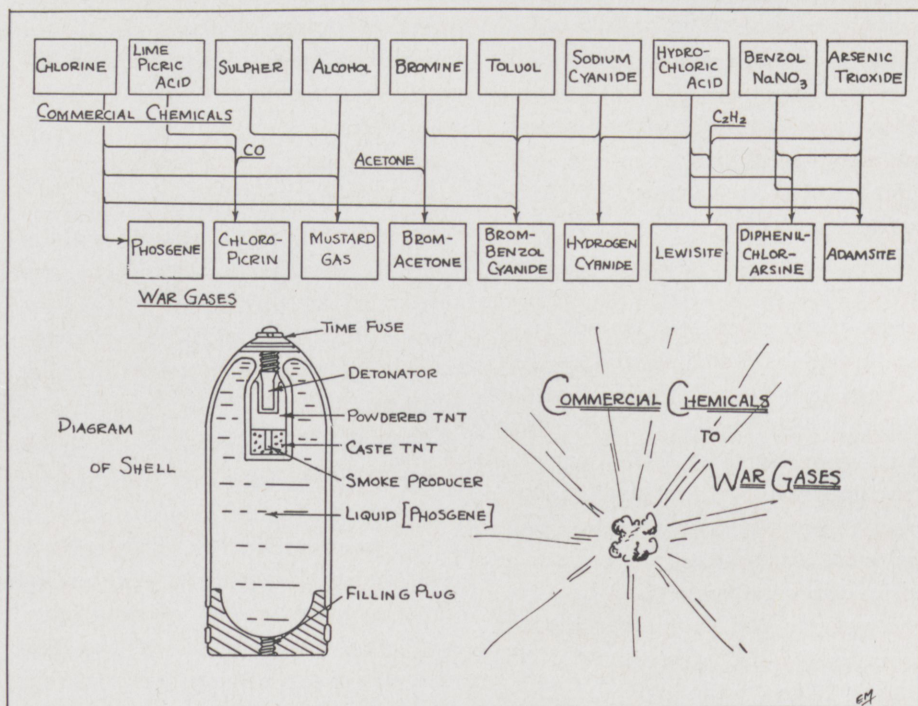 CHLORINE
LIME
PICRIC
ACID
SULPHER
ALCOHOL
BROMINE
TOLUOL
SODIUM
CYANIDE
HYDRO-
CHLORIC
ACID
BENZOL
NaNO3
ARSENIC
TRIOXIDE
COMMERCIAL CHEMICALS
CO
ACETONE
C2H2
PHOSGENE
CHLORO-
PICRIN
MUSTARD
GAS
BROM-
ACETONE
BROM-
BENZOL
CYANIDE
HYDROGEN
CYANIDE
LEWISITE
DIPHENIL-
CHLOR-
ARSINE
ADAMSITE
WAR GASES
DIAGRAM
OF SHELL
TIME FUSE
DETONATOR
POWDERED TNT
CASTE TNT
SMOKE PRODUCER
LIQUID [PHOSGENE]
FILLING PLUG
COMMERCIAL CHEMICALS
TO
WAR GASES
EM